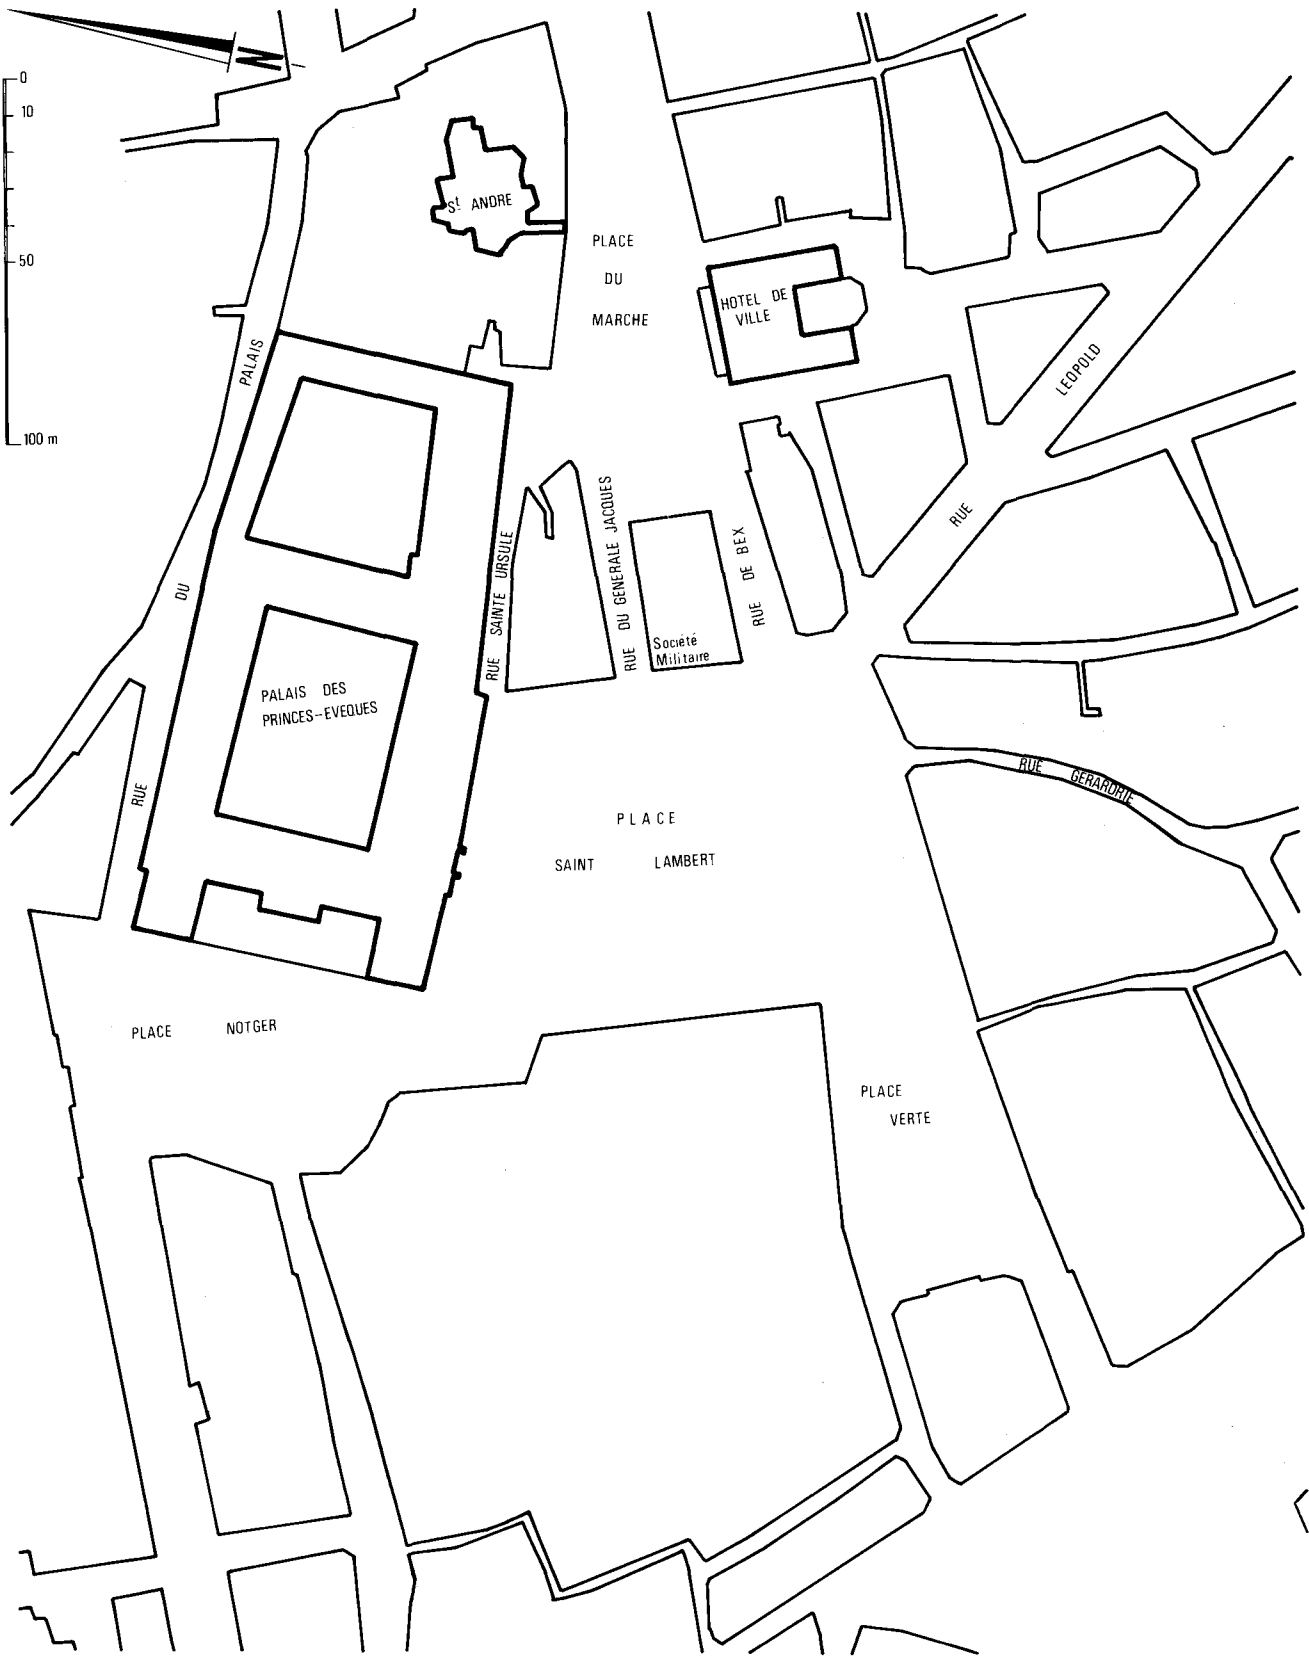 N
0
10
50
100 m
St ANDRE
PLACE
DU
MARCHE
HOTEL DE
VILLE
RUE DU PALAIS
RUE LEOPOLD
RUE SAINTE URSULE
RUE DU GENERALE JACQUES
RUE DE BEX
Société
Militaire
PALAIS DES
PRINCES--EVEQUES
RUE GERARDRIE
PLACE
SAINT LAMBERT
PLACE NOTGER
PLACE
VERTE